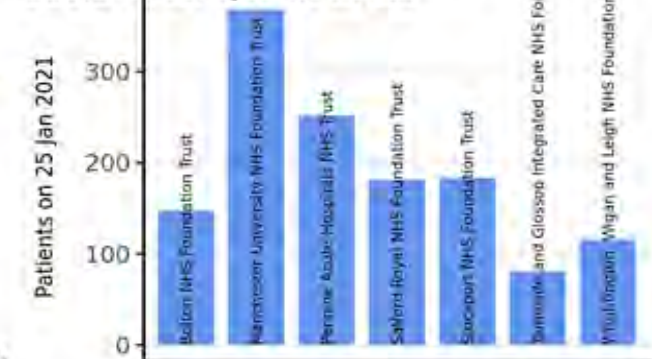 Patients on 25 Jan 2021
300
200
100
0
Bolton NHS Foundation Trust
Manchester University NHS Foundation Trust
Pennine Acute Hospitals NHS Trust
Salford Royal NHS Foundation Trust
Stockport NHS Foundation Trust
and Glossop Integrated Care NHS Fo
Wigan and Leigh NHS Foundation